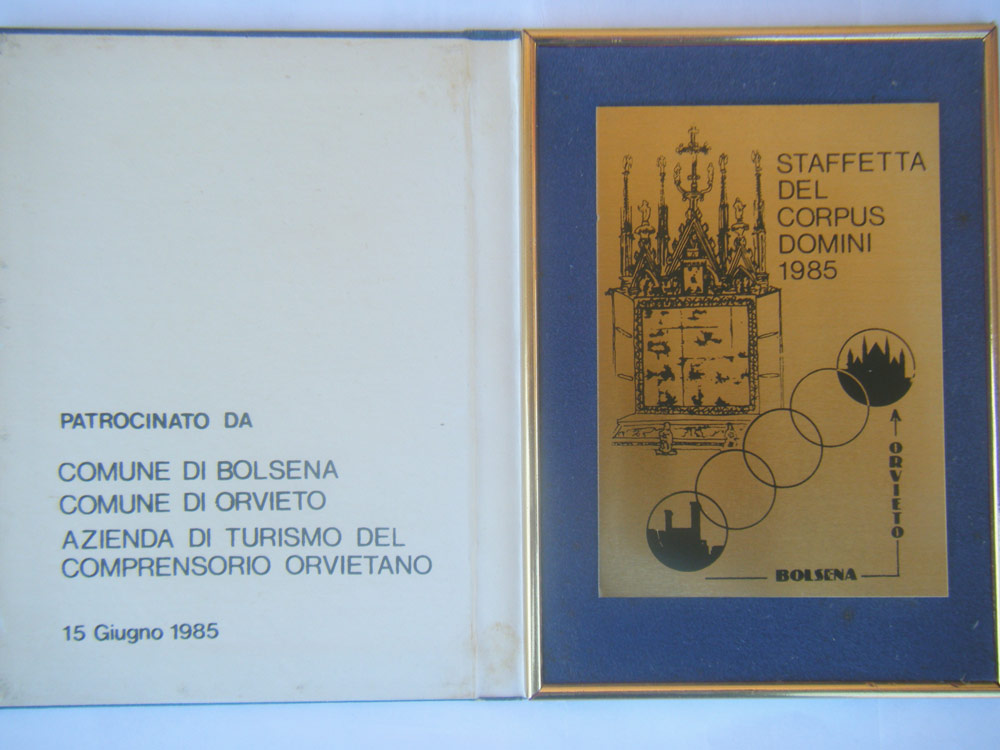 PATROCINATO DA
COMUNE DI BOLSENA
COMUNE DI ORVIETO
AZIENDA DI TURISMO DEL
COMPRENSORIO ORVIETANO
15 Giugno 1985
STAFFETTA
DEL
CORPUS
DOMINI
1985
BOLSENA
A ORVIETO